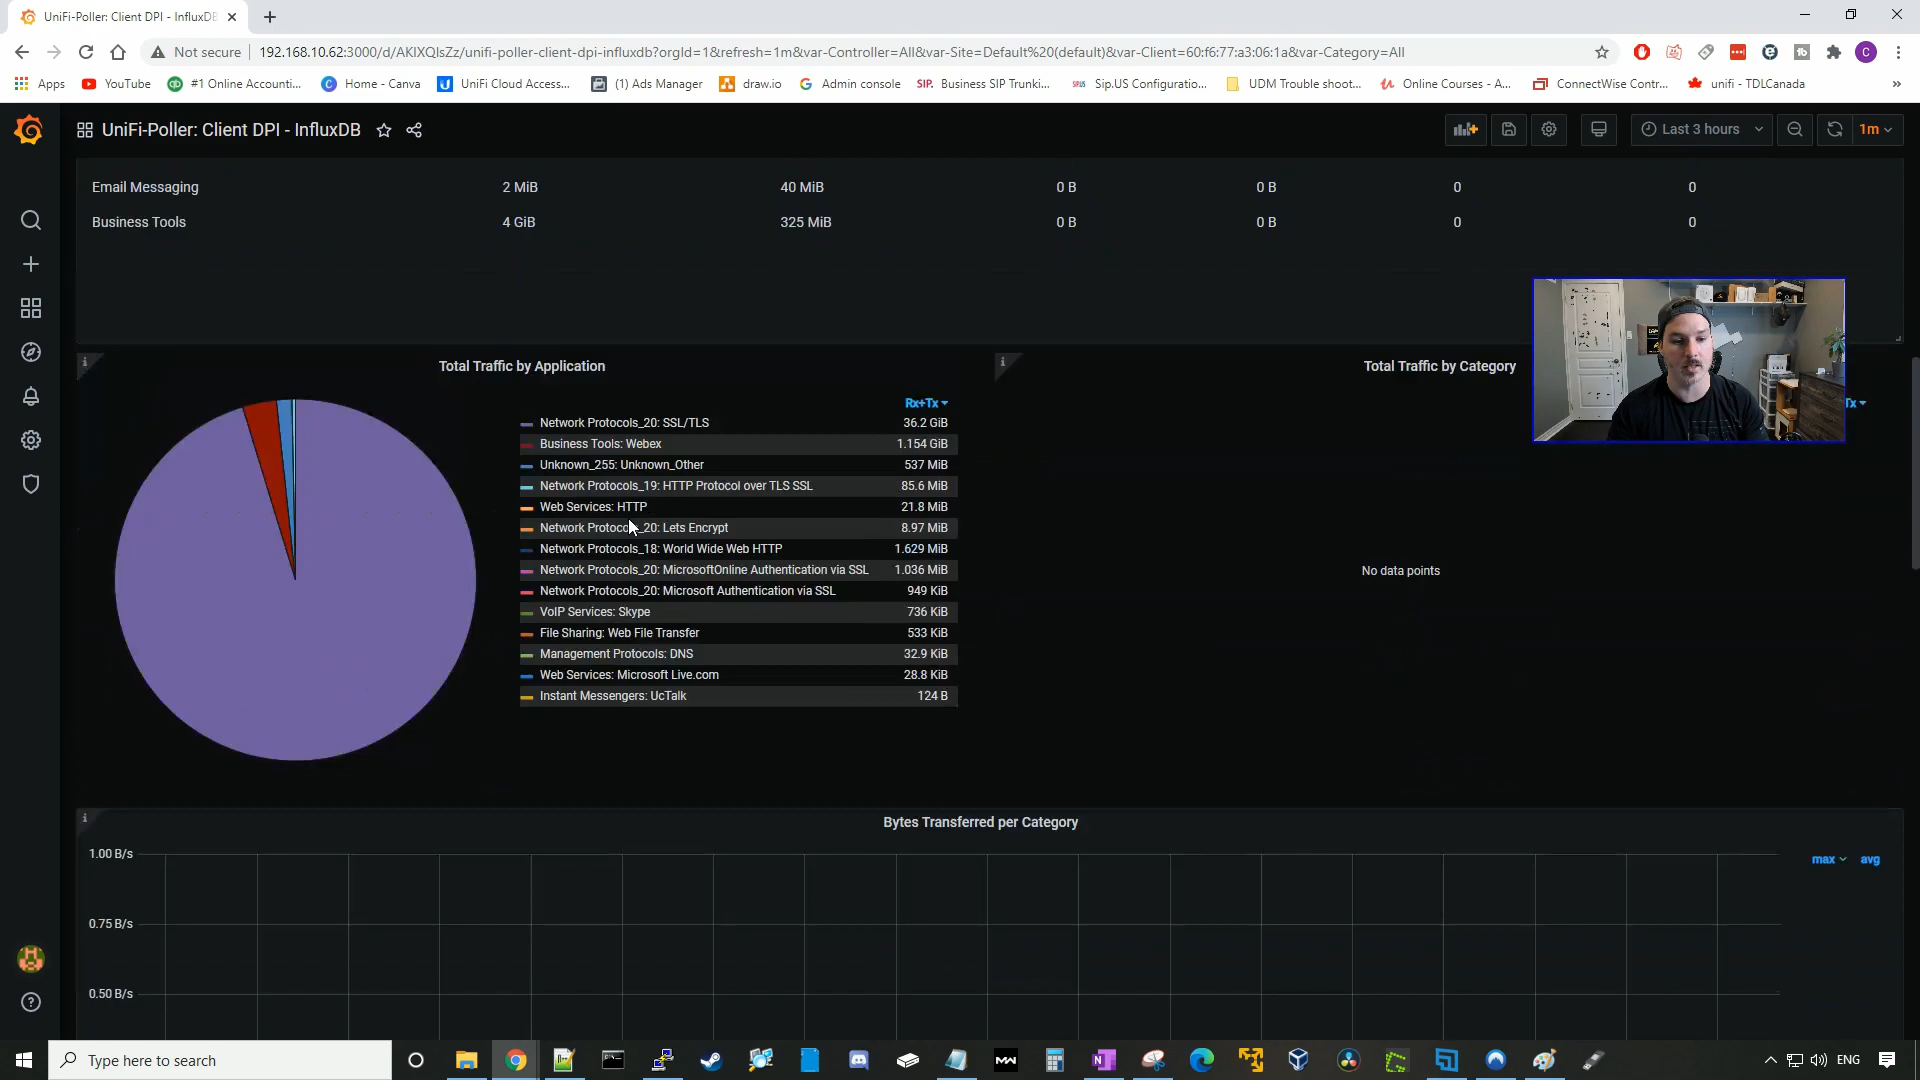 UniFi-Poller: Client DPI - InfluxDB
Not secure 192.168.10.62:3000/d/AKIXQlsZz/unifi-poller-client-dpi-influxdb?orgId=1&refresh=1m&var-Controller=All&var-Site=Default%20(default)&var-Client=60:f6:77:a3:06:1a&var-Category=All
Apps YouTube #1 Online Accounti... Home - Canva UniFi Cloud Access... (1) Ads Manager draw.io Admin console SIP. Business SIP Trunki... Sip.US Configuratio... UDM Trouble shoot... Online Courses - A... ConnectWise Contr... unifi - TDLCanada »
UniFi-Poller: Client DPI - InfluxDB Last 3 hours 1m
Email Messaging 2 MiB 40 MiB 0 B 0 B 0 0
Business Tools 4 GiB 325 MiB 0 B 0 B 0 0
Total Traffic by Application
Rx+Tx
Network Protocols_20: SSL/TLS 36.2 GiB
Business Tools: Webex 1.154 GiB
Unknown_255: Unknown_Other 537 MiB
Network Protocols_19: HTTP Protocol over TLS SSL 85.6 MiB
Web Services: HTTP 21.8 MiB
Network Protocols_20: Lets Encrypt 8.97 MiB
Network Protocols_18: World Wide Web HTTP 1.629 MiB
Network Protocols_20: MicrosoftOnline Authentication via SSL 1.036 MiB
Network Protocols_20: Microsoft Authentication via SSL 949 KiB
VoIP Services: Skype 736 KiB
File Sharing: Web File Transfer 533 KiB
Management Protocols: DNS 32.9 KiB
Web Services: Microsoft Live.com 28.8 KiB
Instant Messengers: UcTalk 124 B
Total Traffic by Category
Tx
No data points
Bytes Transferred per Category
max avg
1.00 B/s
0.75 B/s
0.50 B/s
Type here to search
ENG